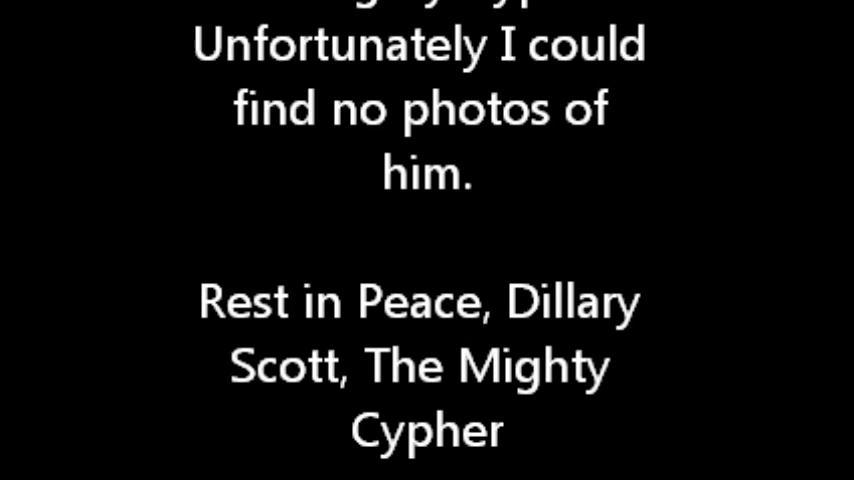 Unfortunately I could
find no photos of
him.
Rest in Peace, Dillary
Scott, The Mighty
Cypher